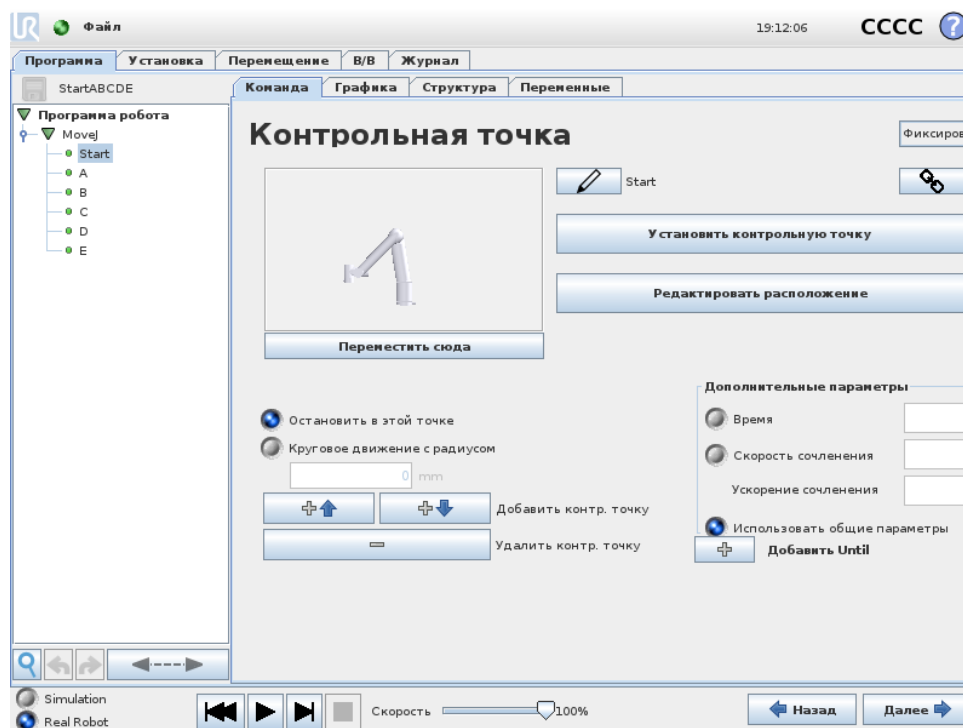 UR Файл 19:12:06 CCCC ?
Программа Установка Перемещение В/В Журнал
StartABCDE
Команда Графика Структура Переменные
Программа робота
MoveJ
Start
A
B
C
D
E
Контрольная точка
Фиксиров
Start
Установить контрольную точку
Редактировать расположение
Переместить сюда
Остановить в этой точке
Круговое движение с радиусом
0 mm
Добавить контр. точку
Удалить контр. точку
Дополнительные параметры
Время
Скорость сочленения
Ускорение сочленения
Использовать общие параметры
Добавить Until
Simulation
Real Robot
Скорость 100%
Назад
Далее